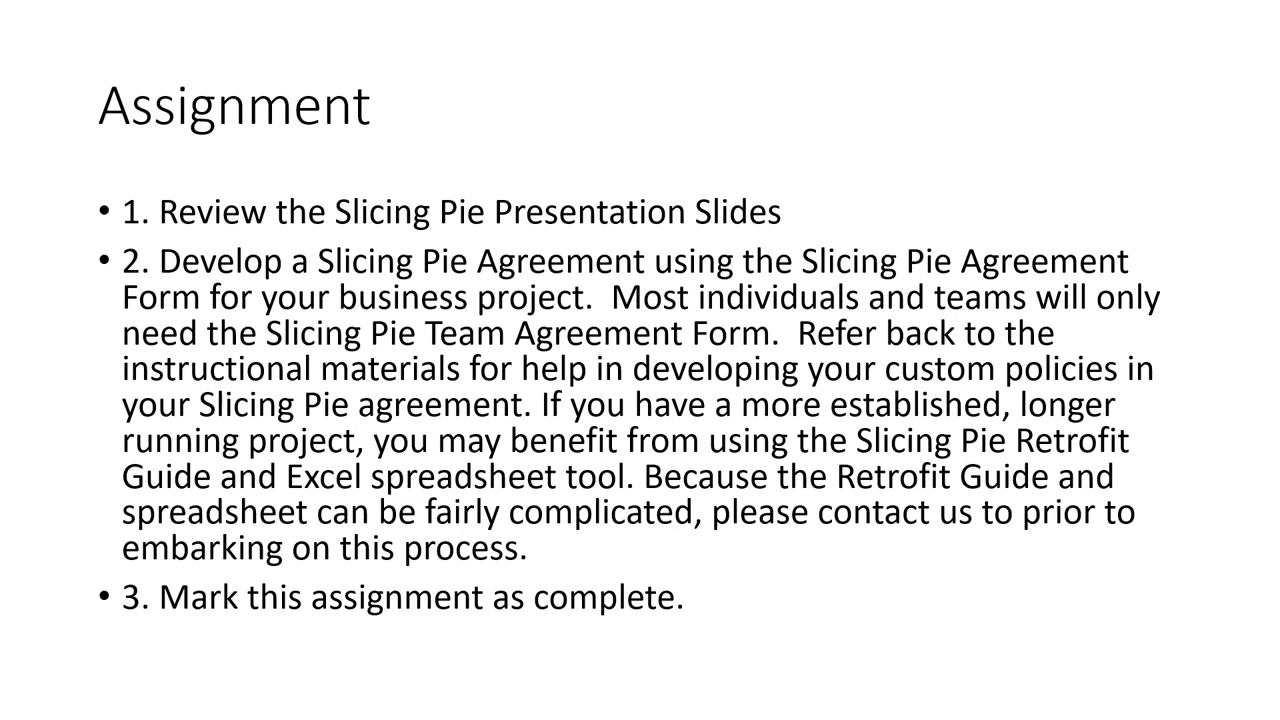 Assignment
• 1. Review the Slicing Pie Presentation Slides
• 2. Develop a Slicing Pie Agreement using the Slicing Pie Agreement
Form for your business project.  Most individuals and teams will only
need the Slicing Pie Team Agreement Form.  Refer back to the
instructional materials for help in developing your custom policies in
your Slicing Pie agreement. If you have a more established, longer
running project, you may benefit from using the Slicing Pie Retrofit
Guide and Excel spreadsheet tool. Because the Retrofit Guide and
spreadsheet can be fairly complicated, please contact us to prior to
embarking on this process.
• 3. Mark this assignment as complete.